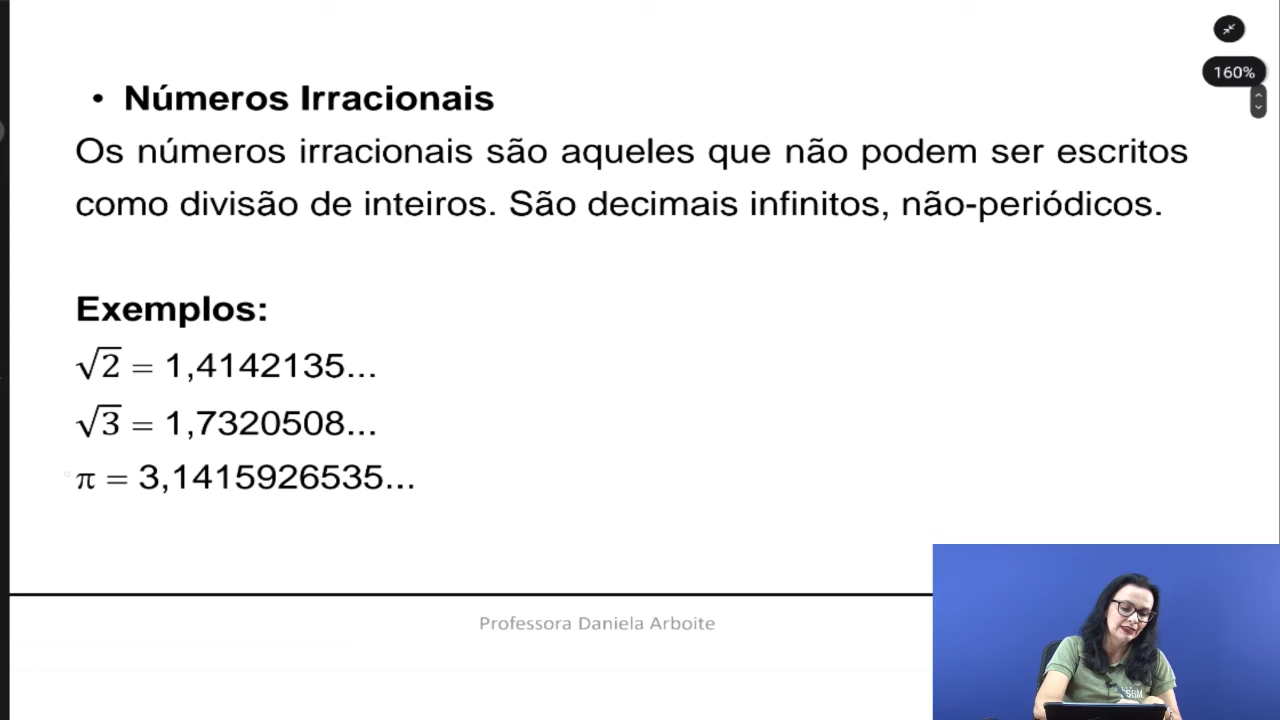 160%
• Números Irracionais
Os números irracionais são aqueles que não podem ser escritos
como divisão de inteiros. São decimais infinitos, não-periódicos.
Exemplos:
√2 = 1,4142135...
√3 = 1,7320508...
π = 3,1415926535...
Professora Daniela Arboite
SBM